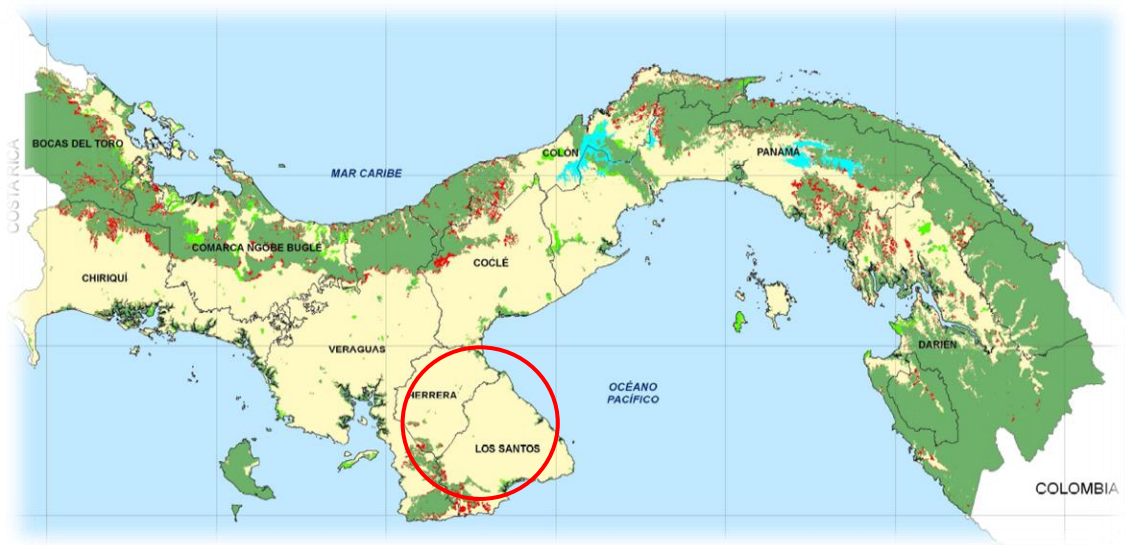 COSTA RICA
BOCAS DEL TORO
MAR CARIBE
COLÓN
PANAMÁ
COMARCA NGÖBE BUGLÉ
CHIRIQUÍ
COCLÉ
VERAGUAS
DARIÉN
HERRERA
OCÉANO
PACÍFICO
LOS SANTOS
COLOMBIA